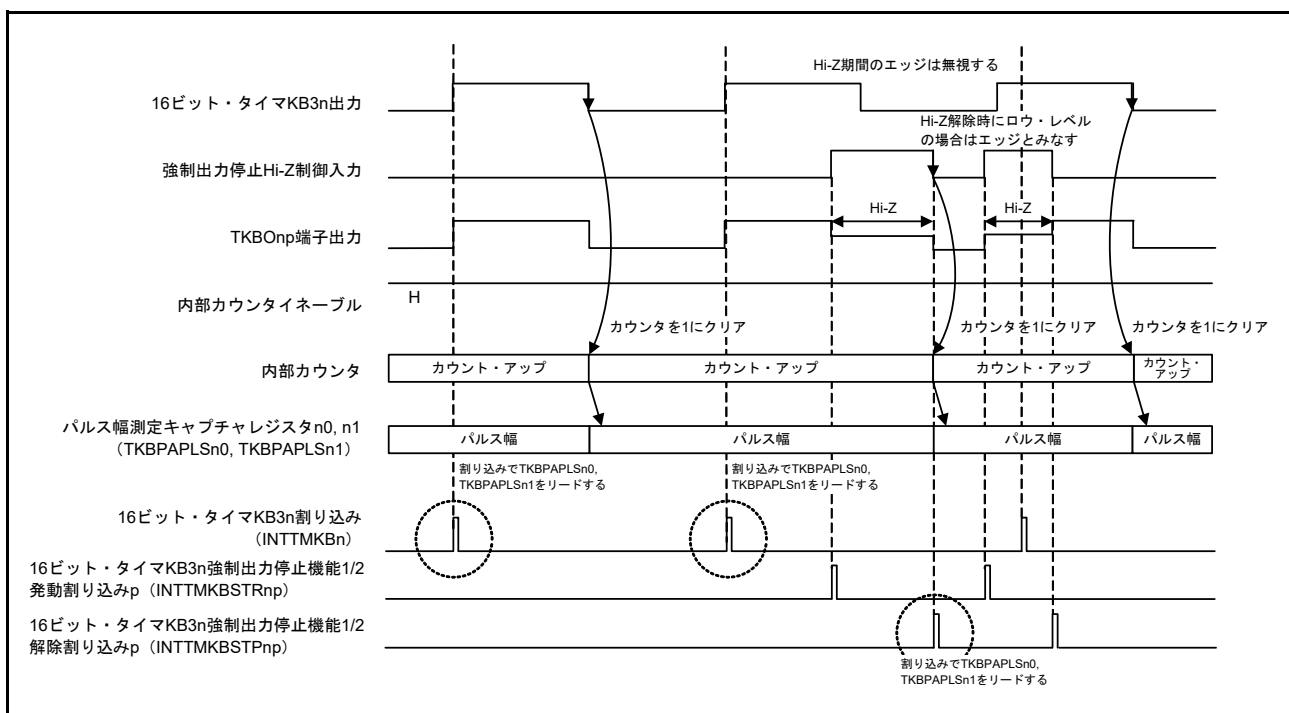 Hi-Z期間のエッジは無視する
16ビット・タイマKB3n出力
Hi-Z解除時にロウ・レベル
の場合はエッジとみなす
強制出力停止Hi-Z制御入力
Hi-Z
Hi-Z
TKBOnp端子出力
内部カウンタイネーブル
H
カウンタを1にクリア
カウンタを1にクリア
カウンタを1にクリア
内部カウンタ
カウント・アップ
カウント・アップ
カウント・アップ
カウント・
アップ
パルス幅測定キャプチャレジスタn0, n1
（TKBPAPLSn0, TKBPAPLSn1）
パルス幅
パルス幅
パルス幅
パルス幅
割り込みでTKBPAPLSn0,
TKBPAPLSn1をリードする
割り込みでTKBPAPLSn0,
TKBPAPLSn1をリードする
16ビット・タイマKB3n割り込み
（INTTMKBn）
16ビット・タイマKB3n強制出力停止機能1/2
発動割り込みp（INTTMKBSTRnp）
16ビット・タイマKB3n強制出力停止機能1/2
解除割り込みp（INTTMKBSTPnp）
割り込みでTKBPAPLSn0,
TKBPAPLSn1をリードする